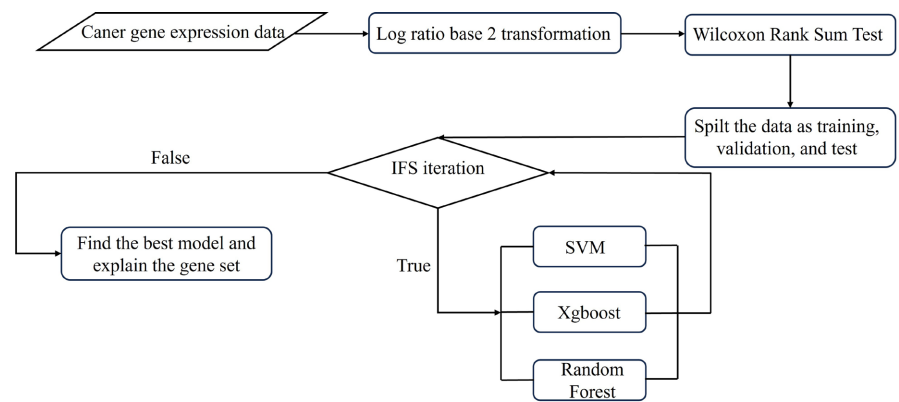 Caner gene expression data
Log ratio base 2 transformation
Wilcoxon Rank Sum Test
Spilt the data as training,
validation, and test
IFS iteration
False
Find the best model and
explain the gene set
True
SVM
Xgboost
Random
Forest